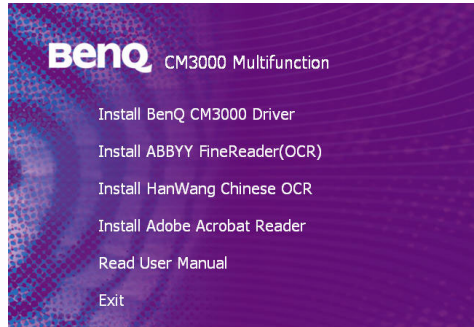 BenQ CM3000 Multifunction
Install BenQ CM3000 Driver
Install ABBYY FineReader(OCR)
Install HanWang Chinese OCR
Install Adobe Acrobat Reader
Read User Manual
Exit